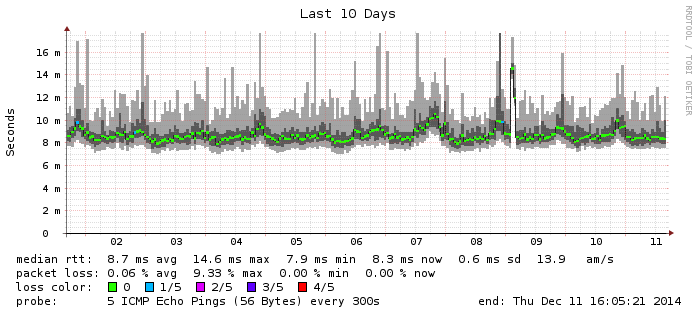 Last 10 Days
RRDTOOL / TOBI OETIKER
Seconds
16 m
14 m
12 m
10 m
8 m
6 m
4 m
2 m
0
02 03 04 05 06 07 08 09 10 11
median rtt: 8.7 ms avg 14.6 ms max 7.9 ms min 8.3 ms now 0.6 ms sd 13.9 am/s
packet loss: 0.06 % avg 9.33 % max 0.00 % min 0.00 % now
loss color: 0 1/5 2/5 3/5 4/5
probe: 5 ICMP Echo Pings (56 Bytes) every 300s end: Thu Dec 11 16:05:21 2014